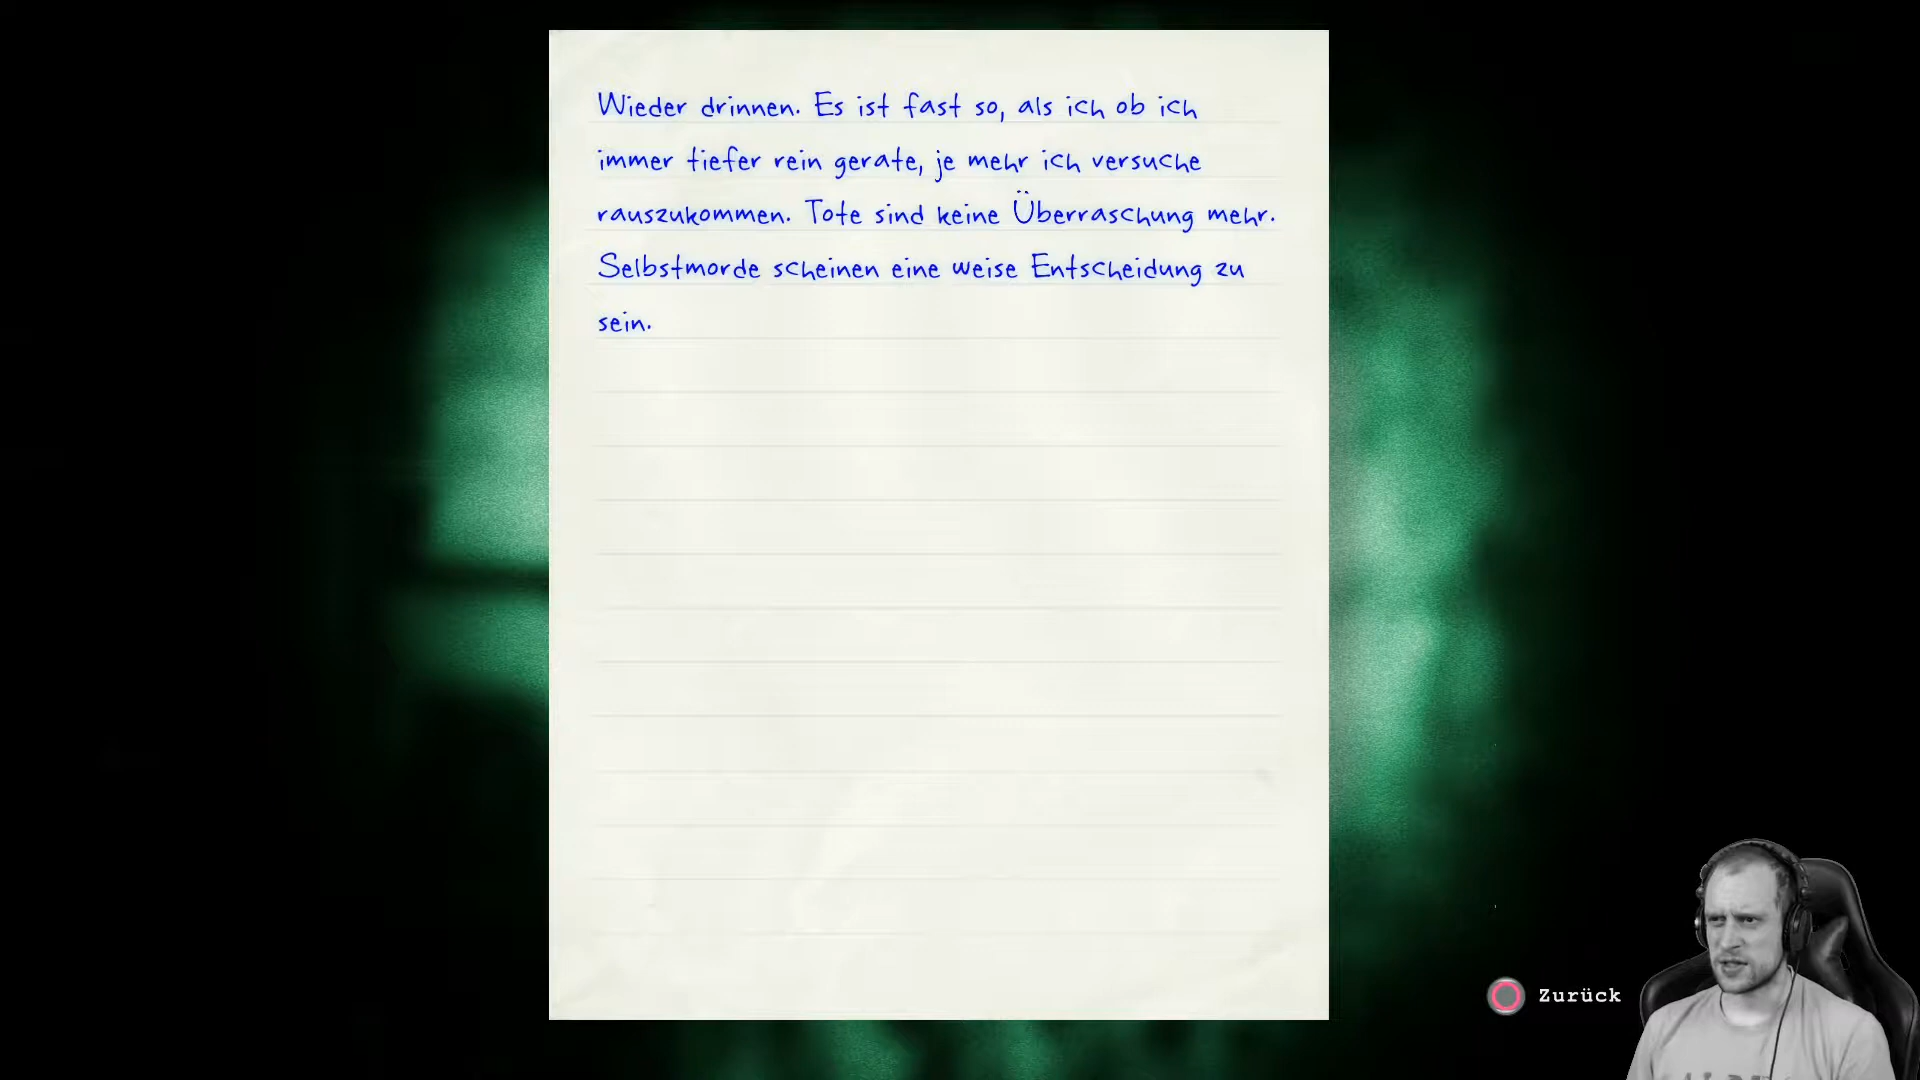 Wieder drinnen. Es ist fast so, als ich ob ich
immer tiefer rein gerate, je mehr ich versuche
rauszukommen. Tote sind keine Überraschung mehr.
Selbstmorde scheinen eine weise Entscheidung zu
sein.
Zurück